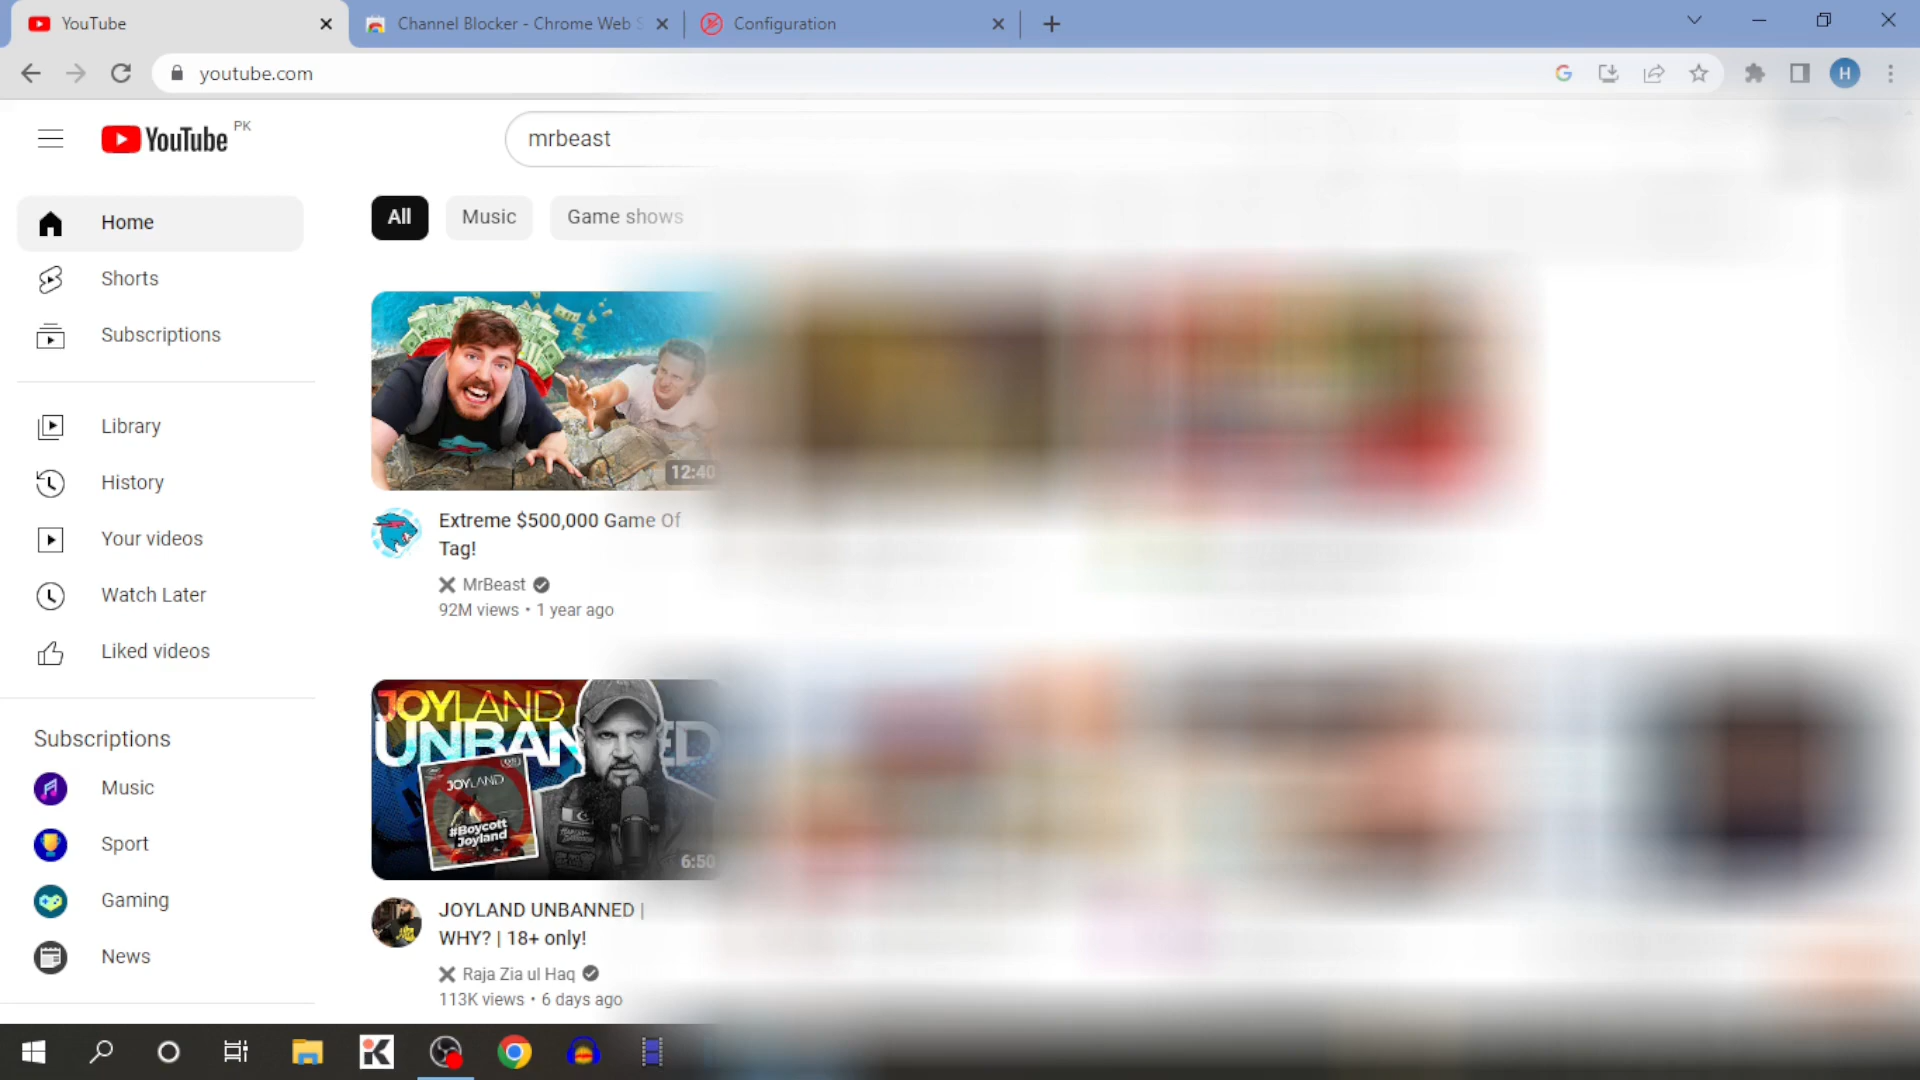 YouTube
Channel Blocker - Chrome Web S
Configuration
youtube.com
H
YouTube PK
mrbeast
Home
Shorts
Subscriptions
Library
History
Your videos
Watch Later
Liked videos
Subscriptions
Music
Sport
Gaming
News
All
Music
Game shows
12:40
Extreme $500,000 Game Of
Tag!
MrBeast
92M views • 1 year ago
JOYLAND
UNBANNED
JOYLAND
#Boycott
Joyland
6:50
JOYLAND UNBANNED |
WHY? | 18+ only!
Raja Zia ul Haq
113K views • 6 days ago